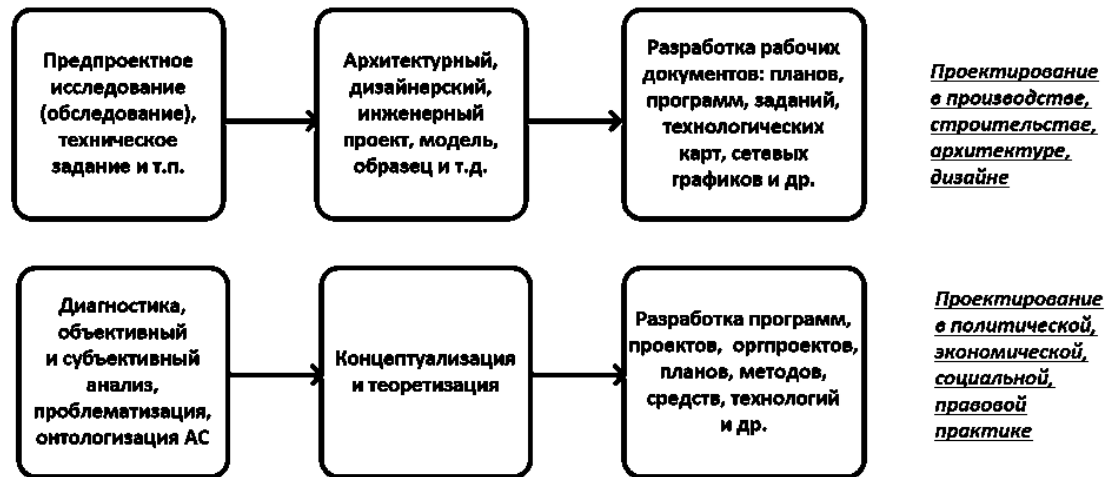 Предпроектное
исследование
(обследование),
техническое
задание и т.п.
Архитектурный,
дизайнерский,
инженерный
проект, модель,
образец и т.д.
Разработка рабочих
документов: планов,
программ, заданий,
технологических
карт, сетевых
графиков и др.
Проектирование
в производстве,
строительстве,
архитектуре,
дизайне
Диагностика,
объективный
и субъективный
анализ,
проблематизация,
онтологизация АС
Концептуализация
и теоретизация
Разработка программ,
проектов, оргпроектов,
планов, методов,
средств, технологий
и др.
Проектирование
в политической,
экономической,
социальной,
правовой
практике